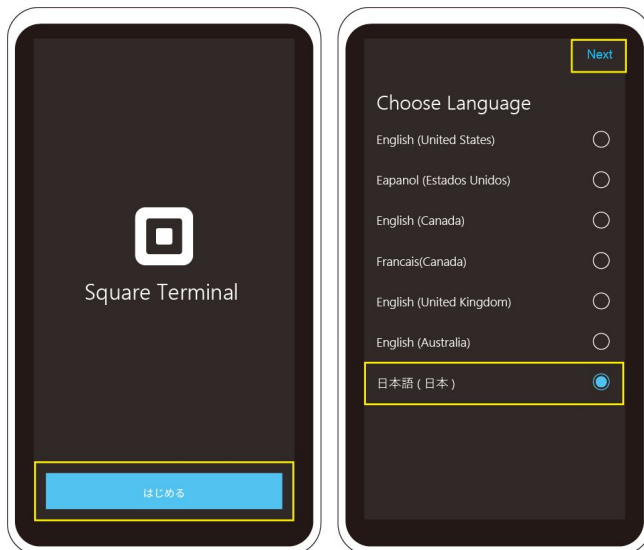 Square Terminal
はじめる
Next
Choose Language
English (United States)
Eapanol (Estados Unidos)
English (Canada)
Francais(Canada)
English (United Kingdom)
English (Australia)
日本語 ( 日本 )